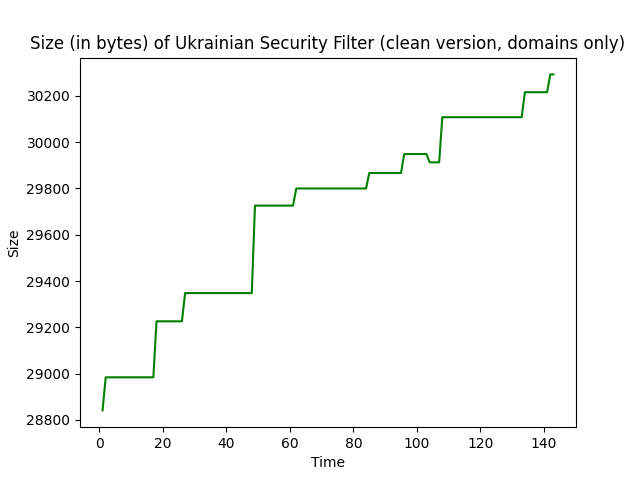 Size (in bytes) of Ukrainian Security Filter (clean version, domains only)
30200
30000
29800
29600
29400
29200
29000
28800
Size
0 20 40 60 80 100 120 140
Time